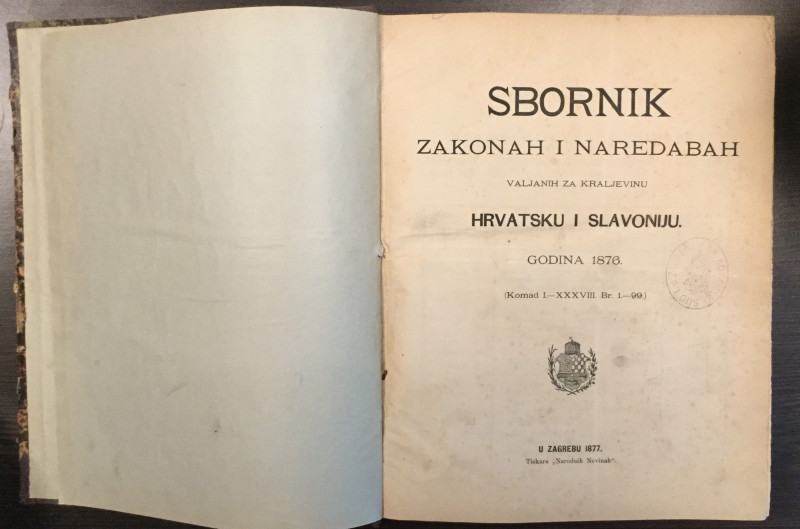 SBORNIK
ZAKONAH I NAREDABAH
VALJANIH ZA KRALJEVINU
HRVATSKU I SLAVONIJU.
GODINA 1876.
(Komad I.—XXXVIII. Br. 1.—99.)
U ZAGREBU 1877.
Tiskara „Narodnih Novinah“.